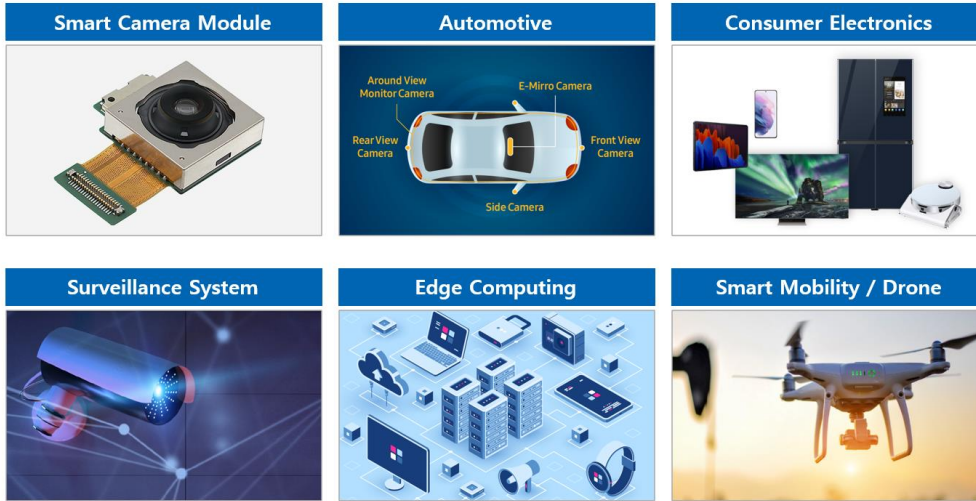 Smart Camera Module
Automotive
Consumer Electronics
Around View
Monitor Camera
E-Mirro Camera
Rear View
Camera
Front View
Camera
Side Camera
Surveillance System
Edge Computing
Smart Mobility / Drone